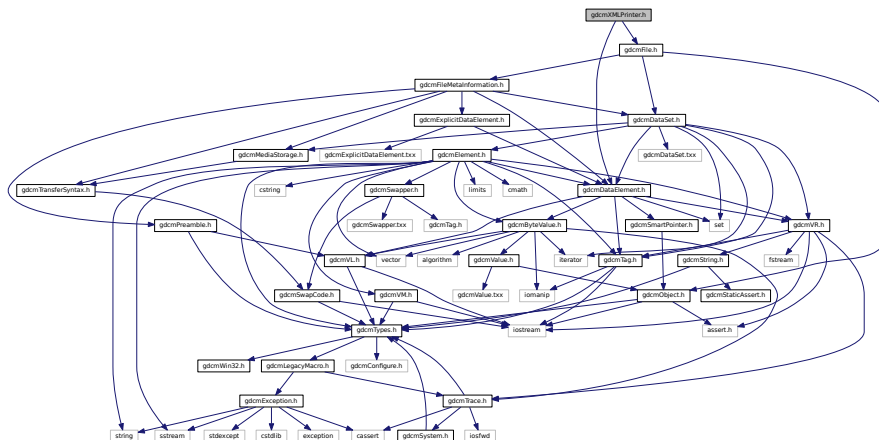 gdcmXMLPrinter.h
gdcmFile.h
gdcmFileMetaInformation.h
gdcmExplicitDataElement.h
gdcmDataSet.h
gdcmMediaStorage.h
gdcmExplicitDataElement.txx
gdcmElement.h
gdcmDataSet.txx
gdcmTransferSyntax.h
cstring
gdcmSwapper.h
limits
cmath
gdcmDataElement.h
gdcmPreamble.h
gdcmSwapper.txx
gdcmTag.h
gdcmByteValue.h
gdcmSmartPointer.h
set
gdcmVR.h
gdcmVL.h
vector
algorithm
gdcmValue.h
iterator
gdcmTag.h
gdcmString.h
fstream
gdcmSwapCode.h
gdcmVM.h
gdcmValue.txx
iomanip
gdcmObject.h
gdcmStaticAssert.h
gdcmTypes.h
iostream
assert.h
gdcmWin32.h
gdcmLegacyMacro.h
gdcmConfigure.h
gdcmException.h
gdcmTrace.h
string
sstream
stdexcept
cstdlib
exception
cassert
gdcmSystem.h
iosfwd